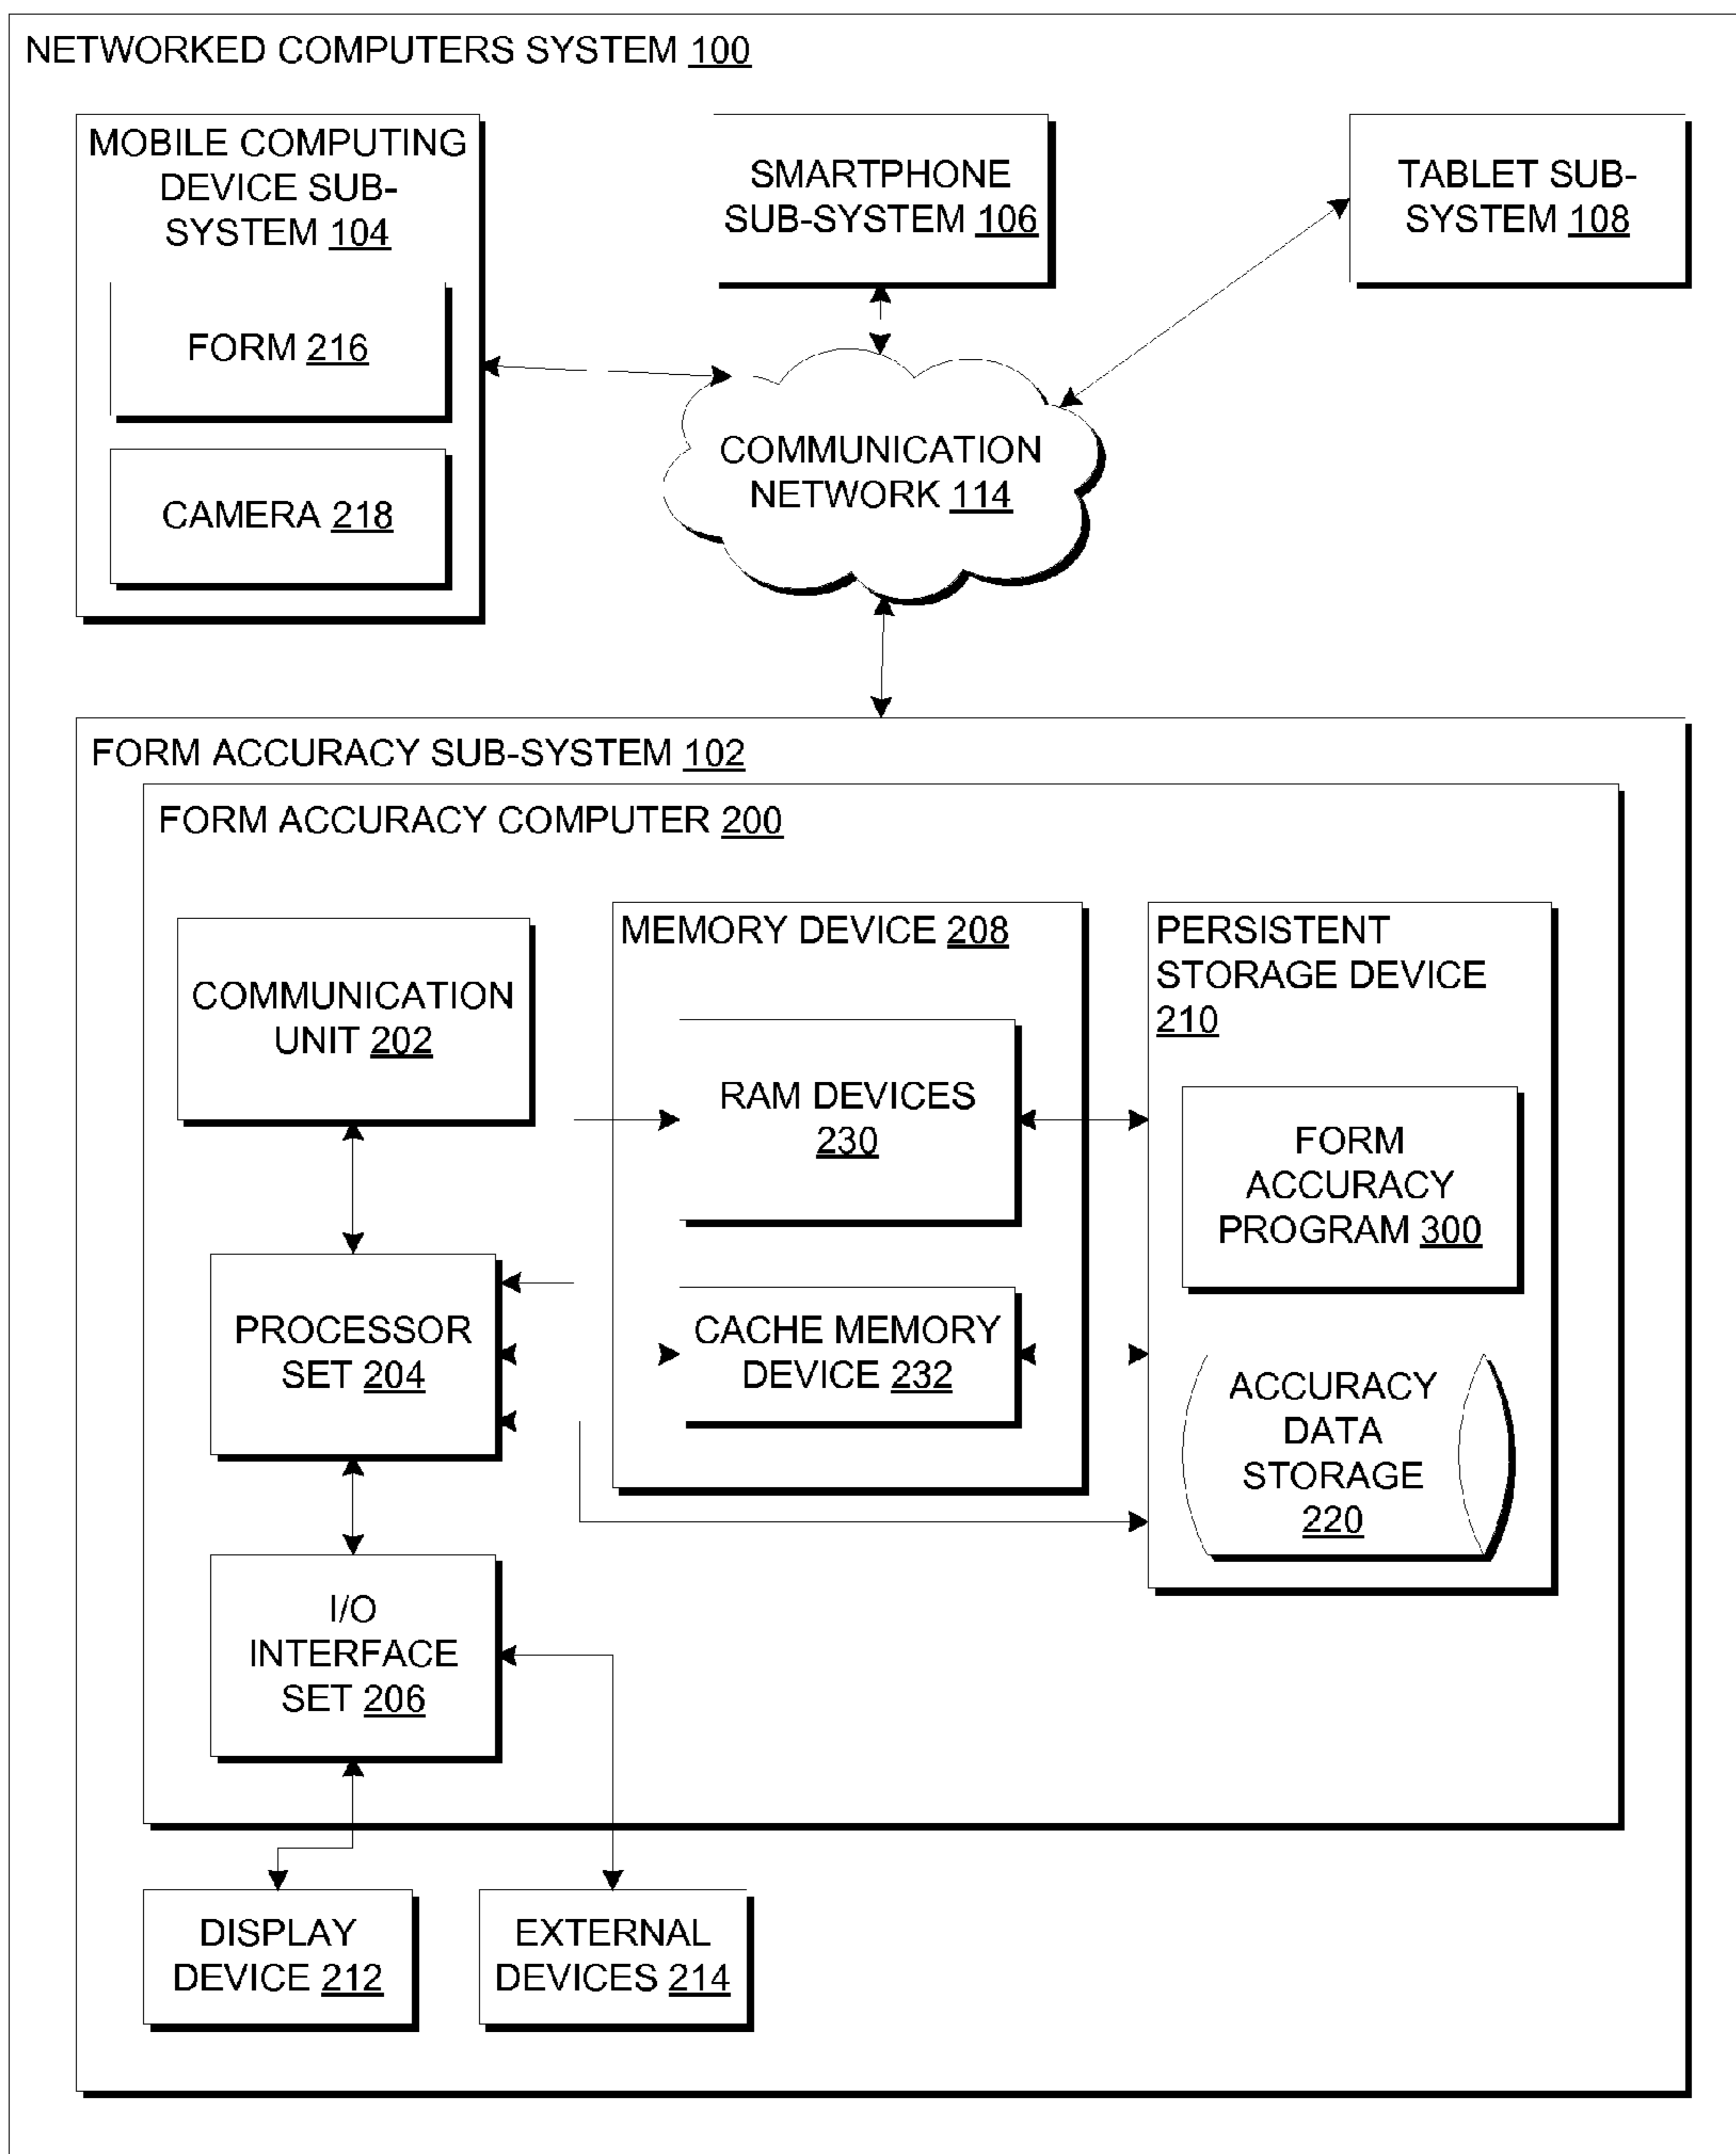 NETWORKED COMPUTERS SYSTEM 100
MOBILE COMPUTING
DEVICE SUB-
SYSTEM 104
FORM 216
CAMERA 218
SMARTPHONE
SUB-SYSTEM 106
TABLET SUB-
SYSTEM 108
COMMUNICATION
NETWORK 114
FORM ACCURACY SUB-SYSTEM 102
FORM ACCURACY COMPUTER 200
COMMUNICATION
UNIT 202
PROCESSOR
SET 204
I/O
INTERFACE
SET 206
MEMORY DEVICE 208
RAM DEVICES
230
CACHE MEMORY
DEVICE 232
PERSISTENT
STORAGE DEVICE
210
FORM
ACCURACY
PROGRAM 300
ACCURACY
DATA
STORAGE
220
DISPLAY
DEVICE 212
EXTERNAL
DEVICES 214